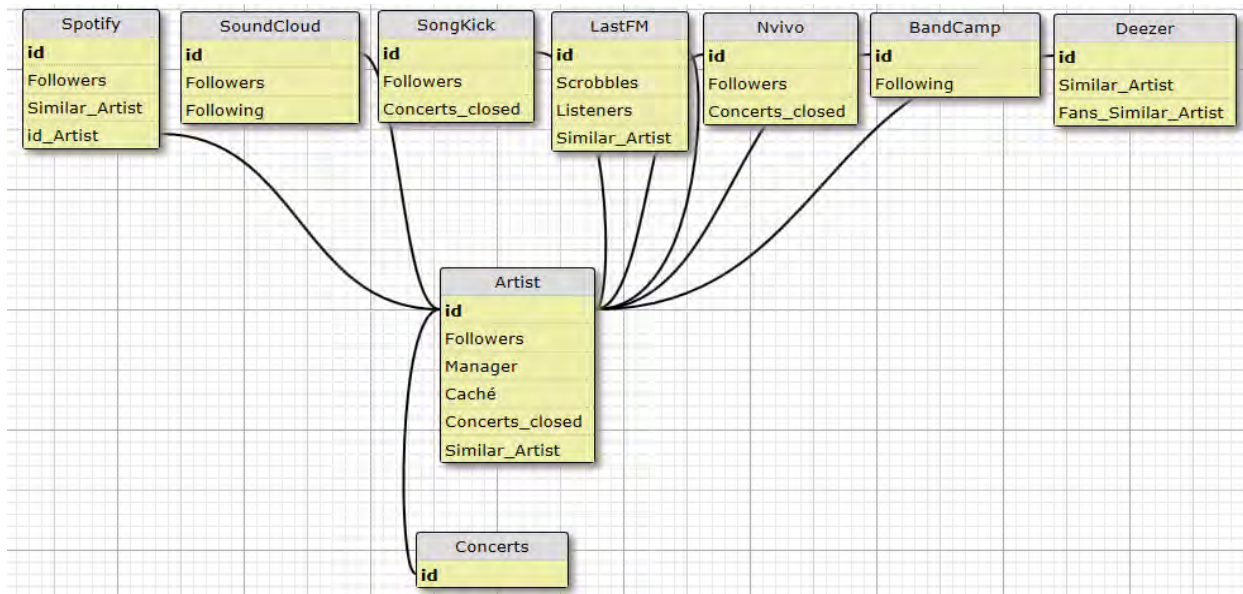 Spotify
id
Followers
Similar_Artist
id_Artist
SoundCloud
id
Followers
Following
SongKick
id
Followers
Concerts_closed
LastFM
id
Scrobbles
Listeners
Similar_Artist
Nvivo
id
Followers
Concerts_closed
BandCamp
id
Following
Deezer
id
Similar_Artist
Fans_Similar_Artist
Artist
id
Followers
Manager
Caché
Concerts_closed
Similar_Artist
Concerts
id